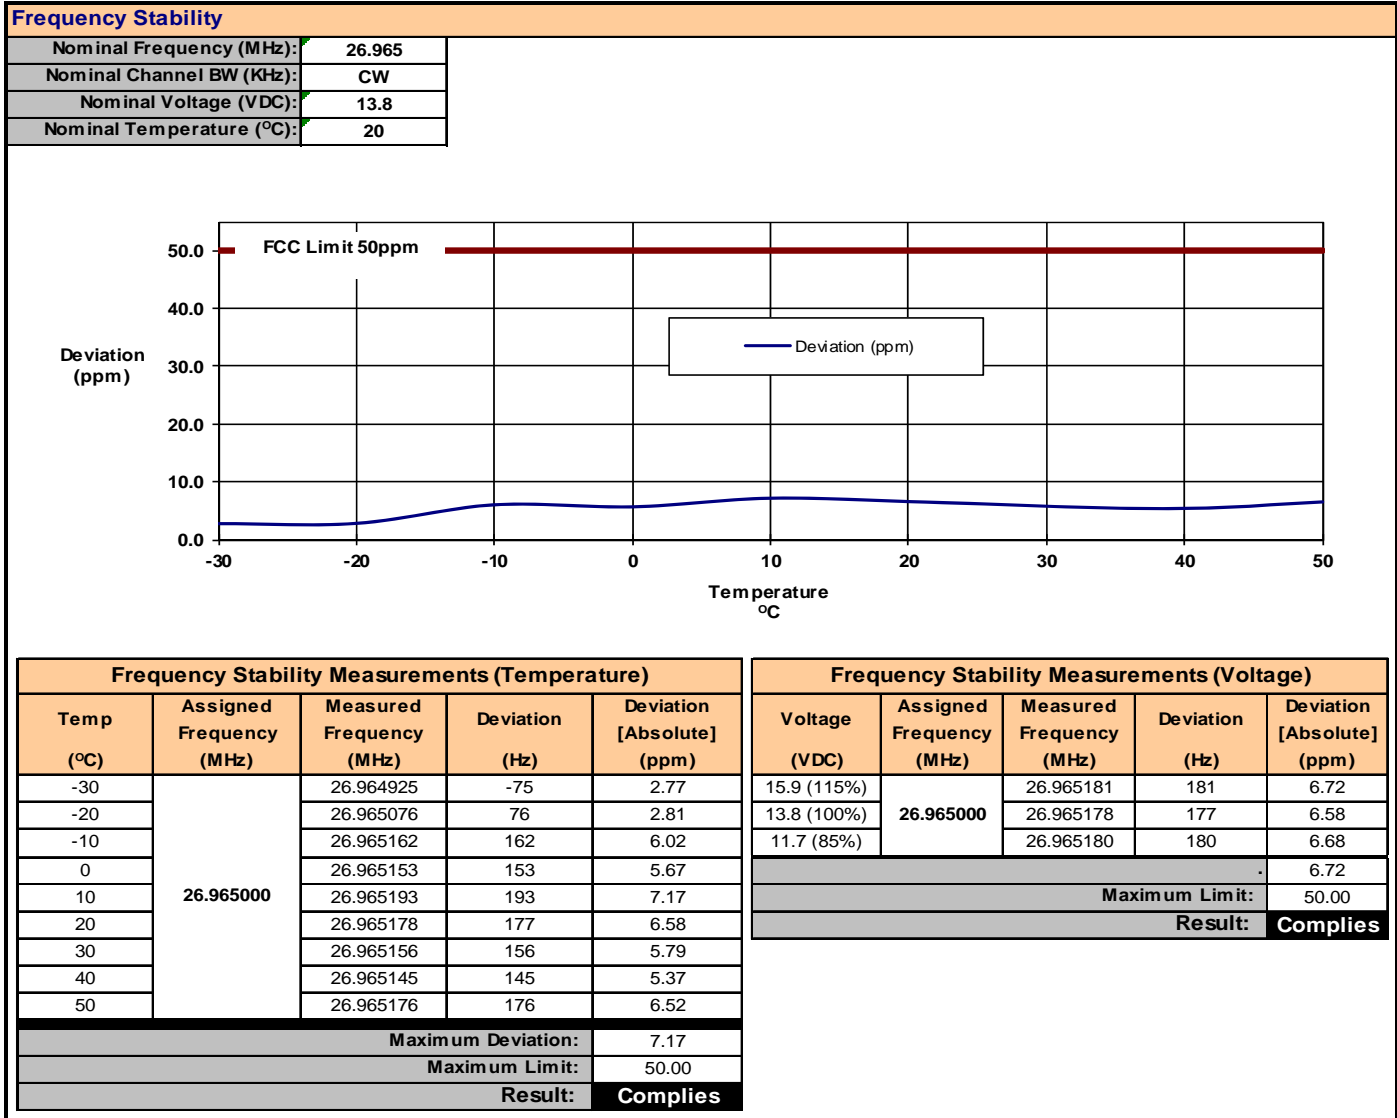 Frequency Stability
Nominal Frequency (MHz): 26.965
Nominal Channel BW (KHz): CW
Nominal Voltage (VDC): 13.8
Nominal Temperature (ᴼC): 20
FCC Limit 50ppm
50.0
40.0
30.0
20.0
10.0
0.0
Deviation
(ppm)
Deviation (ppm)
-30 -20 -10 0 10 20 30 40 50
Temperature
ᴼC
Frequency Stability Measurements (Temperature)
Temp (ᴼC) Assigned Frequency (MHz) Measured Frequency (MHz) Deviation (Hz) Deviation [Absolute] (ppm)
-30 26.964925 -75 2.77
-20 26.965076 76 2.81
-10 26.965162 162 6.02
0 26.965153 153 5.67
10 26.965000 26.965193 193 7.17
20 26.965178 177 6.58
30 26.965156 156 5.79
40 26.965145 145 5.37
50 26.965176 176 6.52
Maximum Deviation: 7.17
Maximum Limit: 50.00
Result: Complies
Frequency Stability Measurements (Voltage)
Voltage (VDC) Assigned Frequency (MHz) Measured Frequency (MHz) Deviation (Hz) Deviation [Absolute] (ppm)
15.9 (115%) 26.965181 181 6.72
13.8 (100%) 26.965000 26.965178 177 6.58
11.7 (85%) 26.965180 180 6.68
. 6.72
Maximum Limit: 50.00
Result: Complies